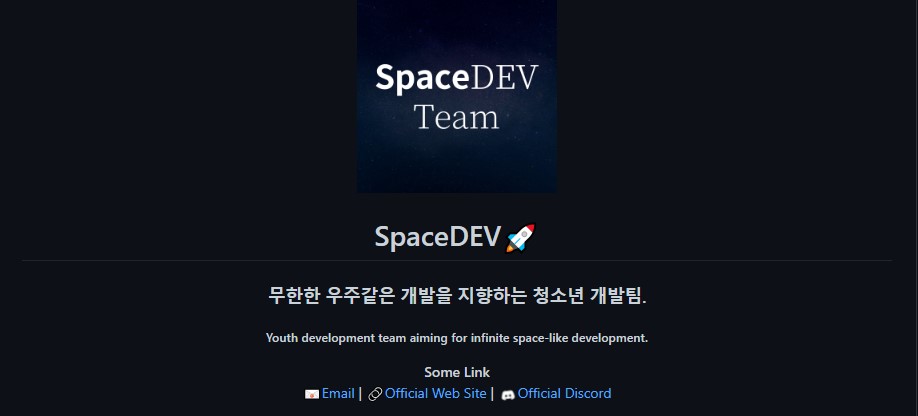 SpaceDEV
Team
SpaceDEV🚀
무한한 우주같은 개발을 지향하는 청소년 개발팀.
Youth development team aiming for infinite space-like development.
Some Link
📧 Email | 🔗 Official Web Site | Official Discord